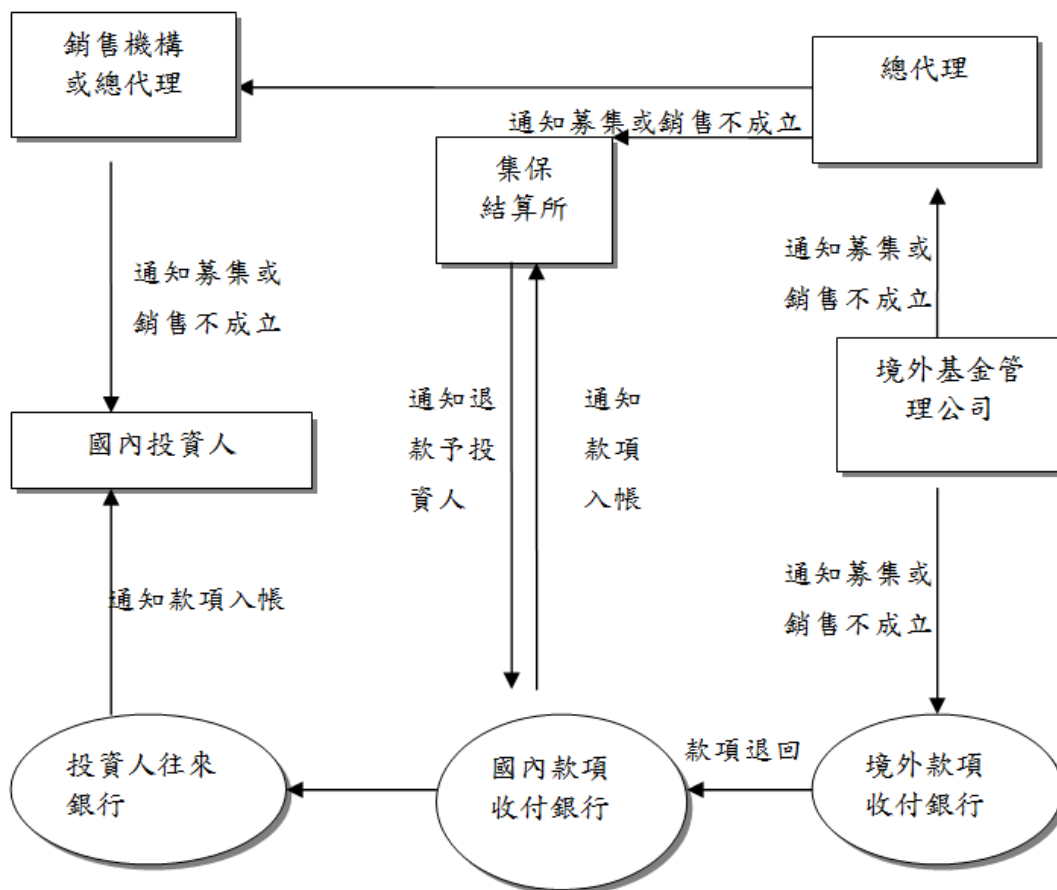 銷售機構
或總代理
總代理
通知募集或銷售不成立
集保
結算所
通知募集或
銷售不成立
通知募集或
銷售不成立
境外基金管
理公司
國內投資人
通知退
款予投
資人
通知
款項
入帳
通知募集或
銷售不成立
通知款項入帳
款項退回
投資人往來
銀行
國內款項
收付銀行
境外款項
收付銀行